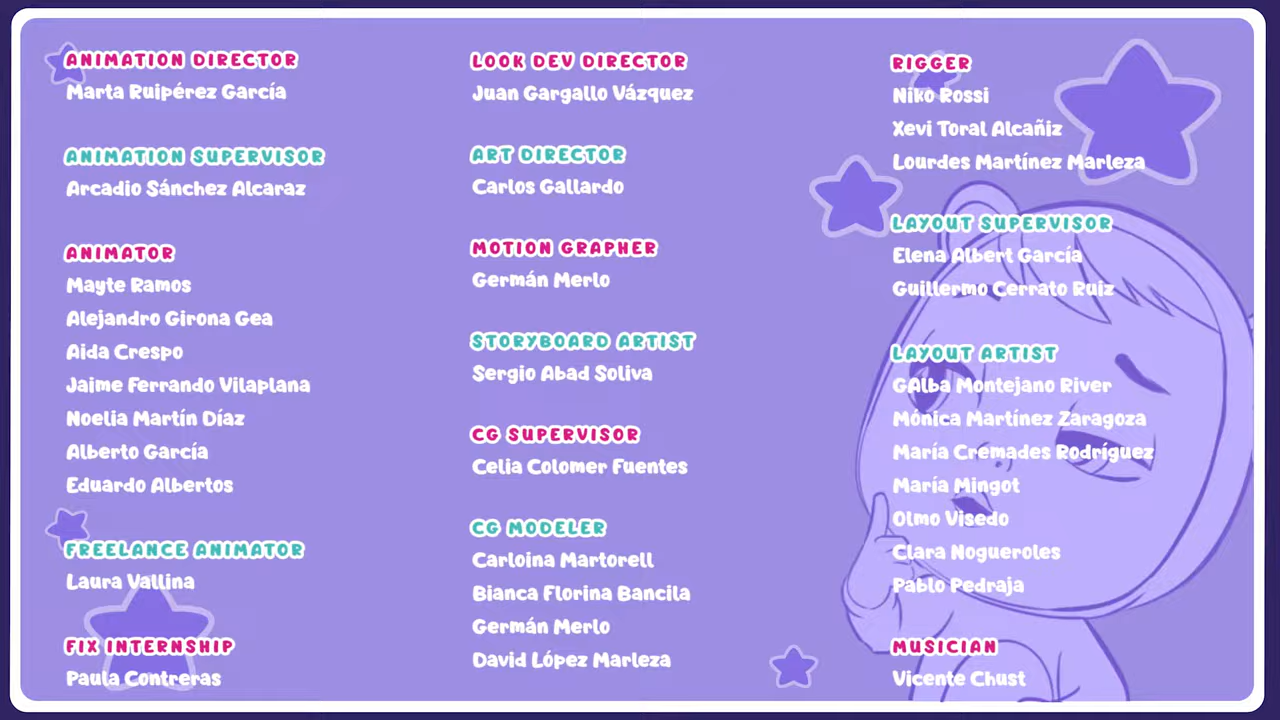 ANIMATION DIRECTOR
Marta Ruipérez García
ANIMATION SUPERVISOR
Arcadio Sánchez Alcaraz
ANIMATOR
Mayte Ramos
Alejandro Girona Gea
Aida Crespo
Jaime Ferrando Vilaplana
Noelia Martín Díaz
Alberto García
Eduardo Albertos
FREELANCE ANIMATOR
Laura Vallina
FIX INTERNSHIP
Paula Contreras
LOOK DEV DIRECTOR
Juan Gargallo Vázquez
ART DIRECTOR
Carlos Gallardo
MOTION GRAPHER
Germán Merlo
STORYBOARD ARTIST
Sergio Abad Soliva
CG SUPERVISOR
Celia Colomer Fuentes
CG MODELER
Carloina Martorell
Bianca Florina Bancila
Germán Merlo
David López Marleza
RIGGER
Niko Rossi
Xevi Toral Alcañiz
Lourdes Martínez Marleza
LAYOUT SUPERVISOR
Elena Albert García
Guillermo Cerrato Ruiz
LAYOUT ARTIST
GAlba Montejano River
Mónica Martínez Zaragoza
María Cremades Rodríguez
María Mingot
Olmo Visedo
Clara Nogueroles
Pablo Pedraja
MUSICIAN
Vicente Chust